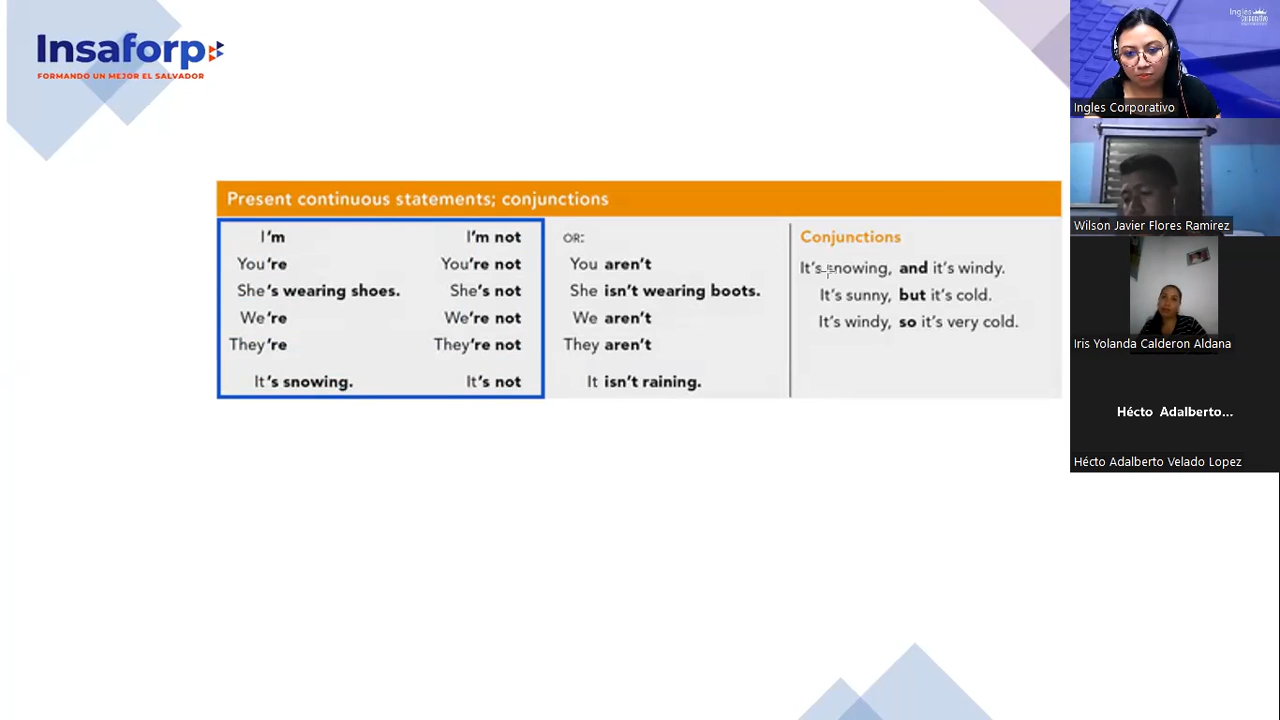 Insaforp
FORMANDO UN MEJOR EL SALVADOR
Present continuous statements; conjunctions
I'm I'm not OR: Conjunctions
You're You're not You aren't It's snowing, and it's windy.
She's wearing shoes. She's not She isn't wearing boots. It's sunny, but it's cold.
We're We're not We aren't It's windy, so it's very cold.
They're They're not They aren't
It's snowing. It's not It isn't raining.
Ingles
Ingles Corporativo
Wilson Javier Flores Ramirez
Iris Yolanda Calderon Aldana
Hécto Adalberto...
Hécto Adalberto Velado Lopez